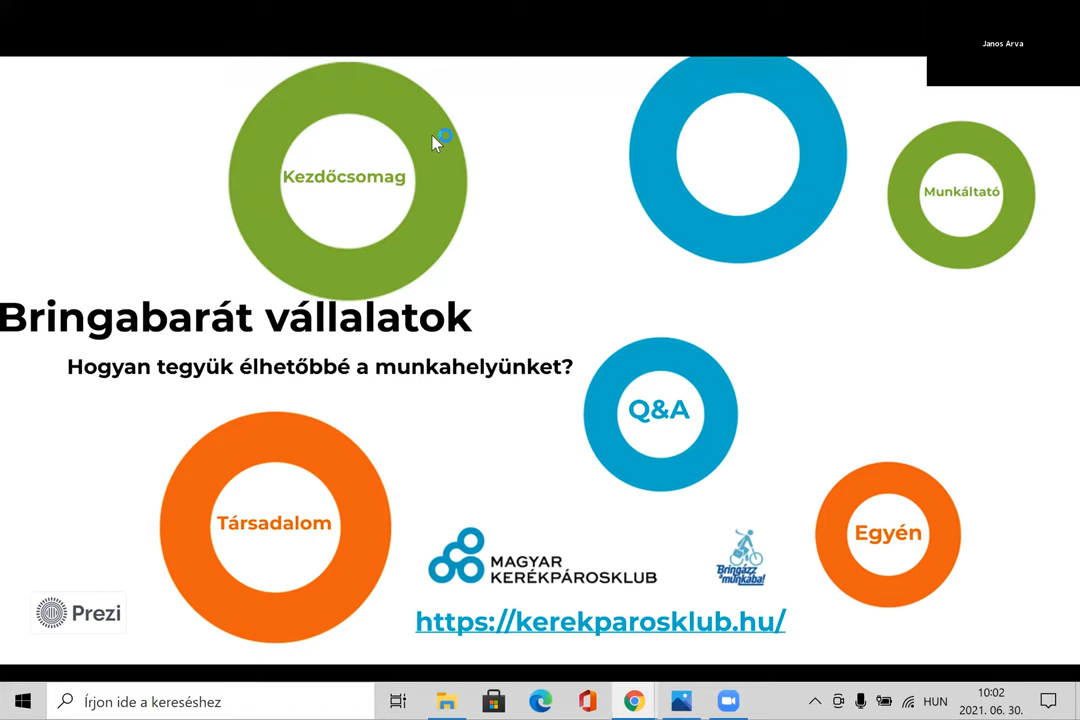 Janos Arva
Kezdőcsomag
Munkáltató
Bringabarát vállalatok
Hogyan tegyük élhetőbbé a munkahelyünket?
Q&A
Társadalom
Egyén
MAGYAR
KERÉKPÁROSKLUB
Bringázz
a munkába!
https://kerekparosklub.hu/
Prezi
Írjon ide a kereséshez
HUN
10:02
2021. 06. 30.